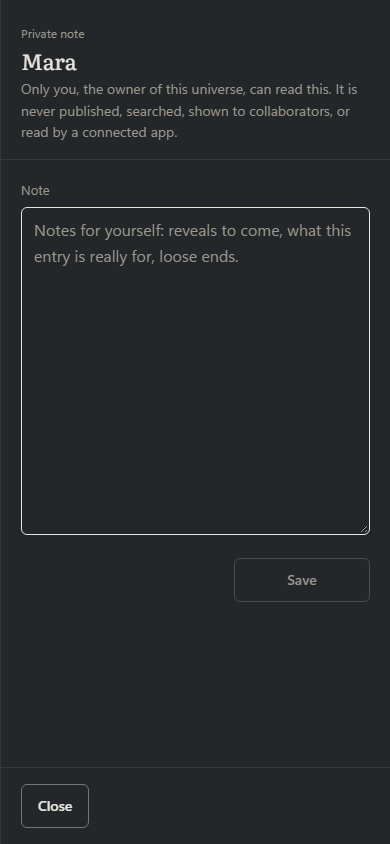 Private note
Mara
Only you, the owner of this universe, can read this. It is
never published, searched, shown to collaborators, or
read by a connected app.
Note
Notes for yourself: reveals to come, what this
entry is really for, loose ends.
Save
Close